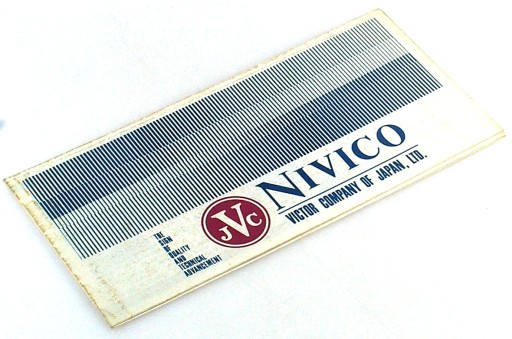 NIVICO
JVC
VICTOR COMPANY OF JAPAN, LTD.
THE
SIGN
OF
QUALITY
AND
TECHNICAL
ADVANCEMENT